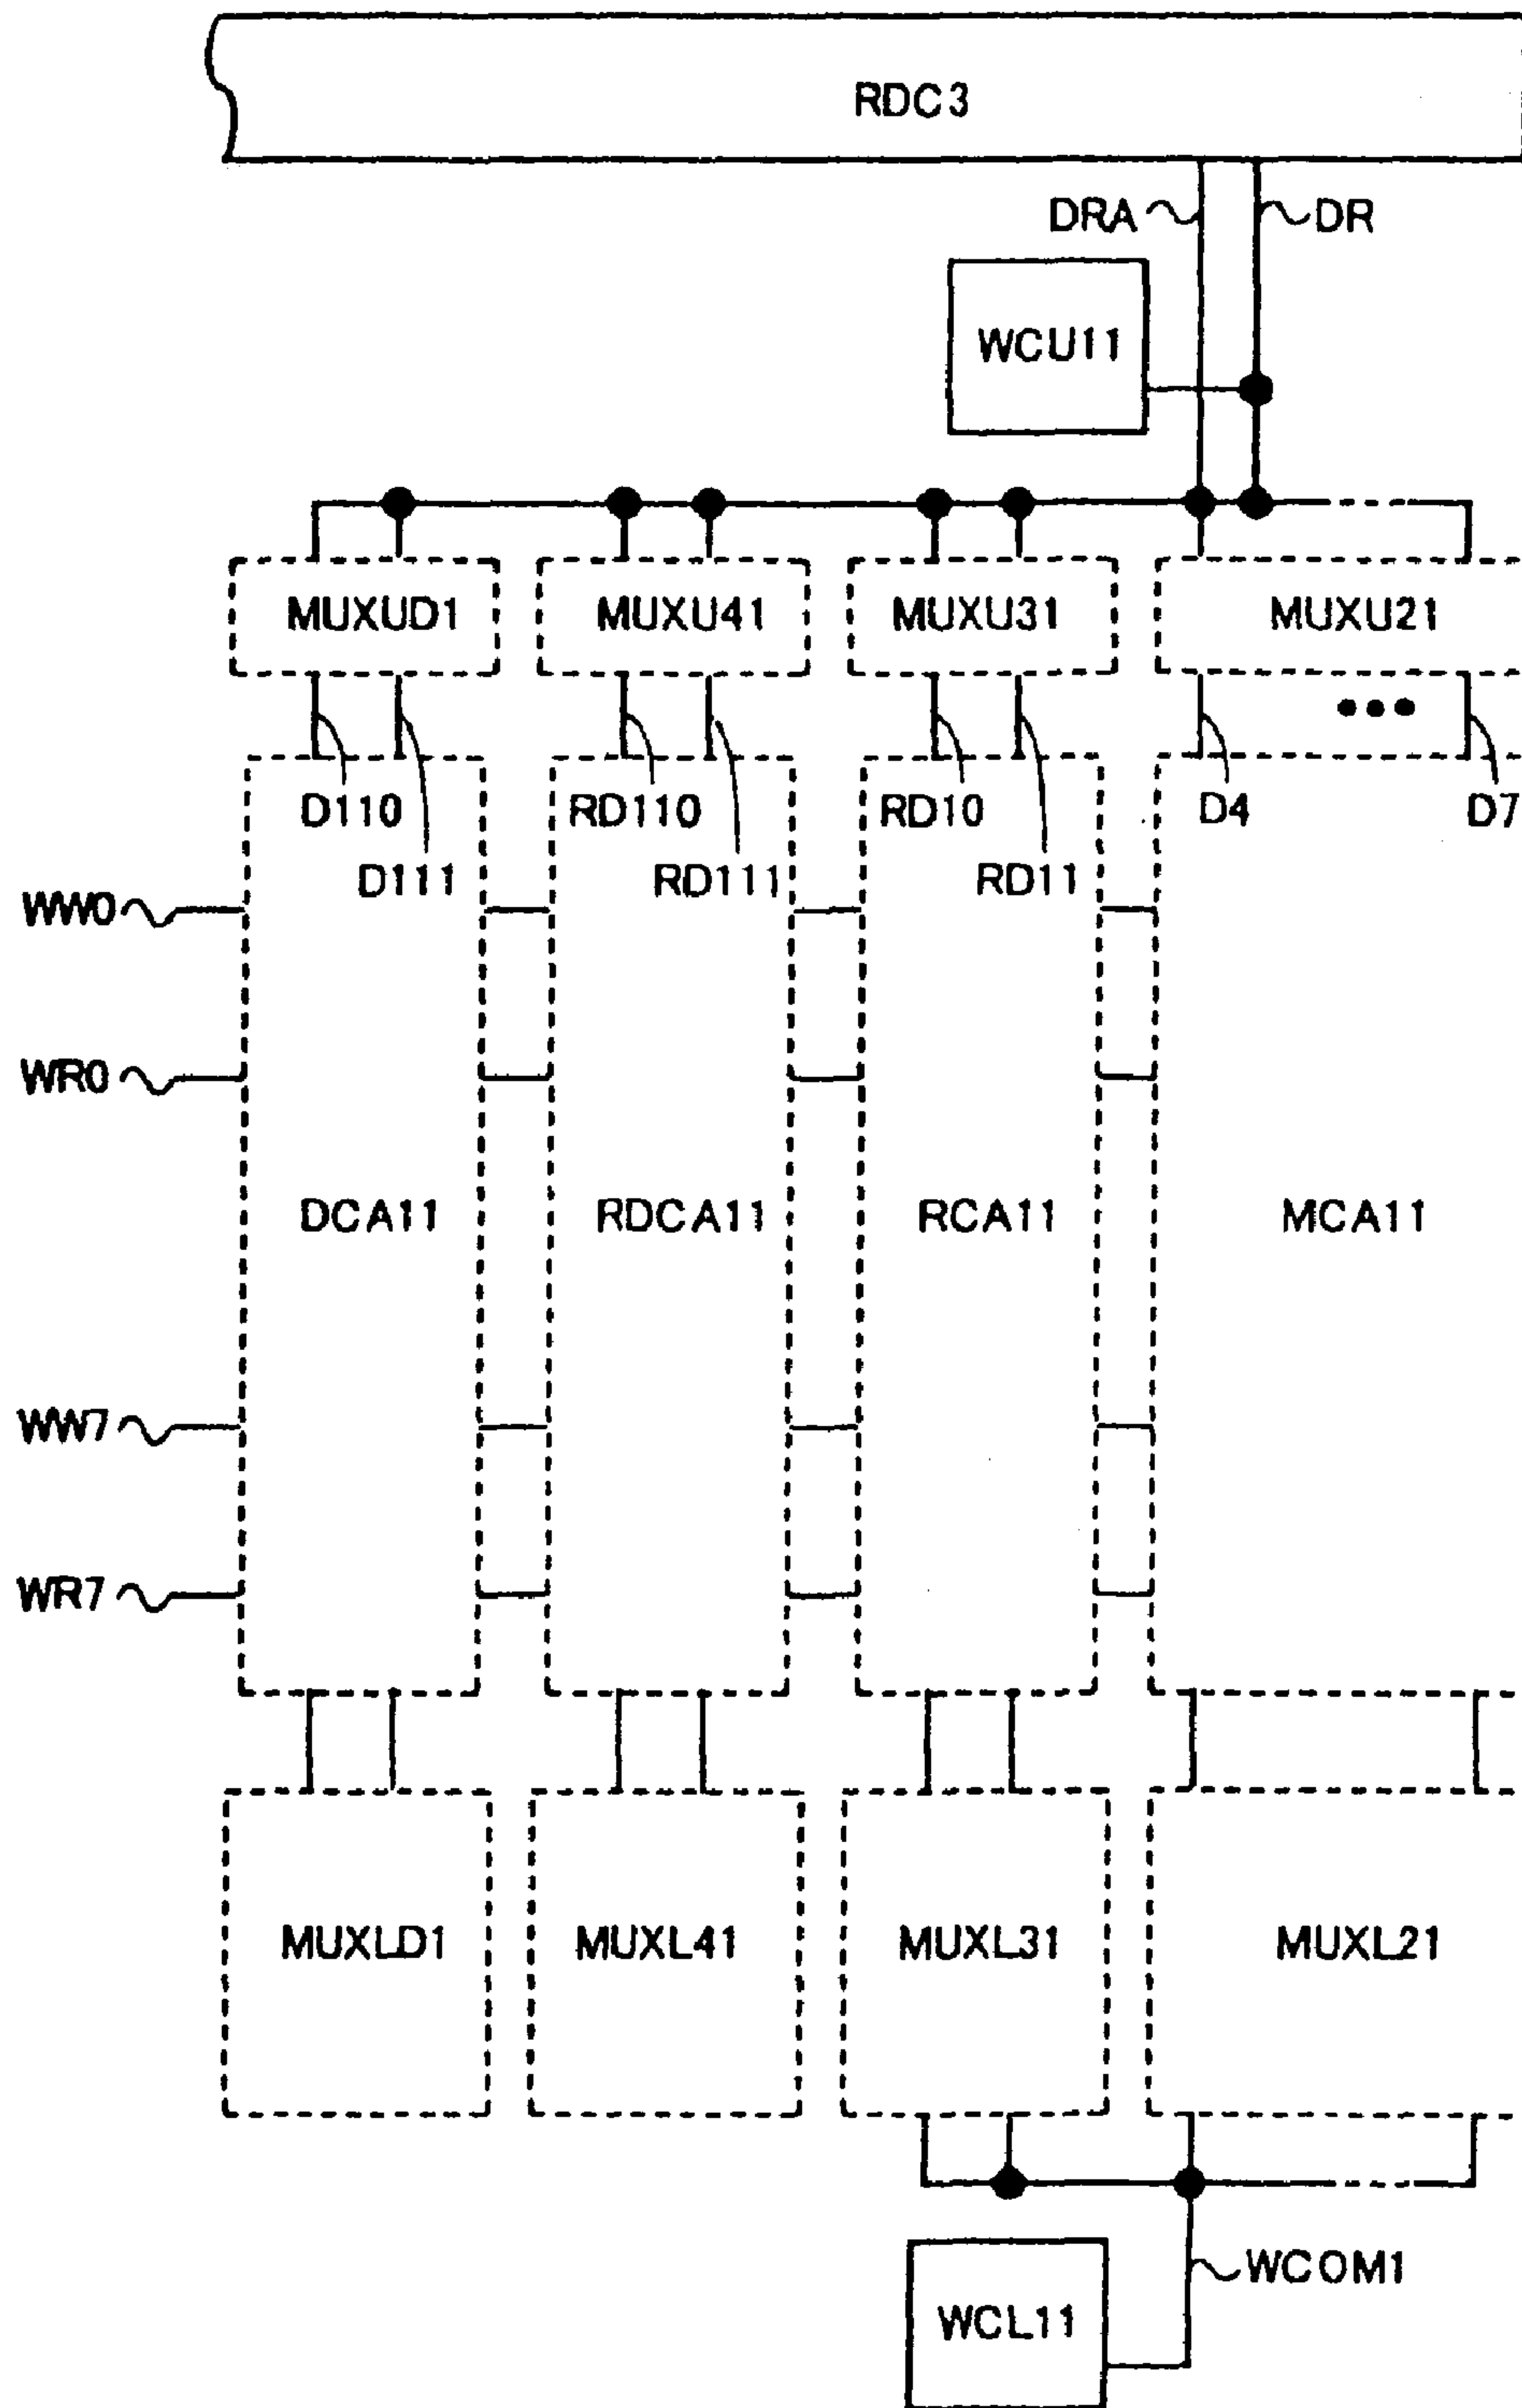 RDC3
DRA DR
WCU11
MUXUD1 MUXU41 MUXU31 MUXU21
D110 RD110 RD10 D4 D7
D111 RD111 RD11
WW0
WR0
DCA11 RDCA11 RCA11 MCA11
WW7
WR7
MUXLD1 MUXL41 MUXL31 MUXL21
WCOM1
WCL11